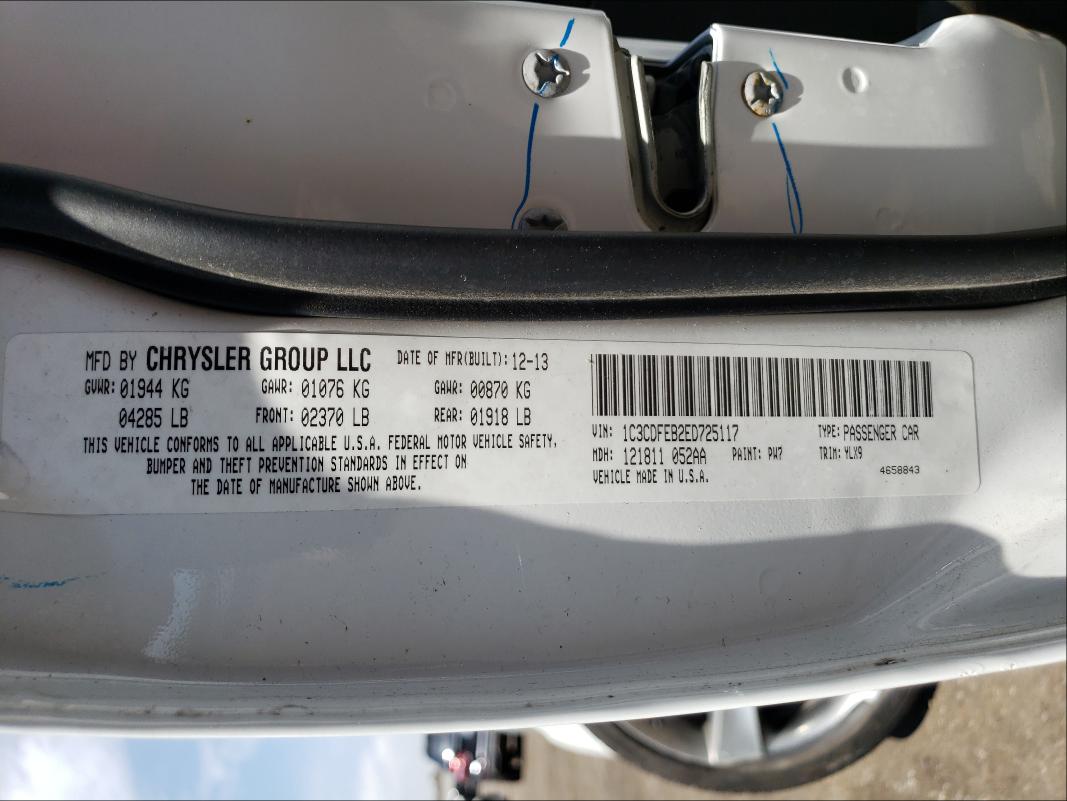 MFD BY CHRYSLER GROUP LLC DATE OF MFR(BUILT): 12-13
GVWR: 01944 KG GAWR: 01076 KG GAWR: 00870 KG
04285 LB FRONT: 02370 LB REAR: 01918 LB
THIS VEHICLE CONFORMS TO ALL APPLICABLE U.S.A. FEDERAL MOTOR VEHICLE SAFETY,
BUMPER AND THEFT PREVENTION STANDARDS IN EFFECT ON
THE DATE OF MANUFACTURE SHOWN ABOVE.
VIN: 1C3CDFEB2ED725117 TYPE: PASSENGER CAR
MDH: 121811 052AA PAINT: PW7 TRIM: YLX9
VEHICLE MADE IN U.S.A. 4658843